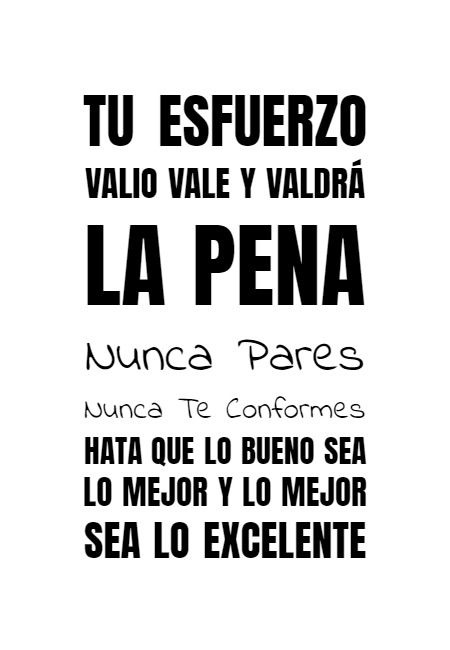 TU ESFUERZO
VALIO VALE Y VALDRÁ
LA PENA
Nunca Pares
Nunca Te Conformes
HATA QUE LO BUENO SEA
LO MEJOR Y LO MEJOR
SEA LO EXCELENTE